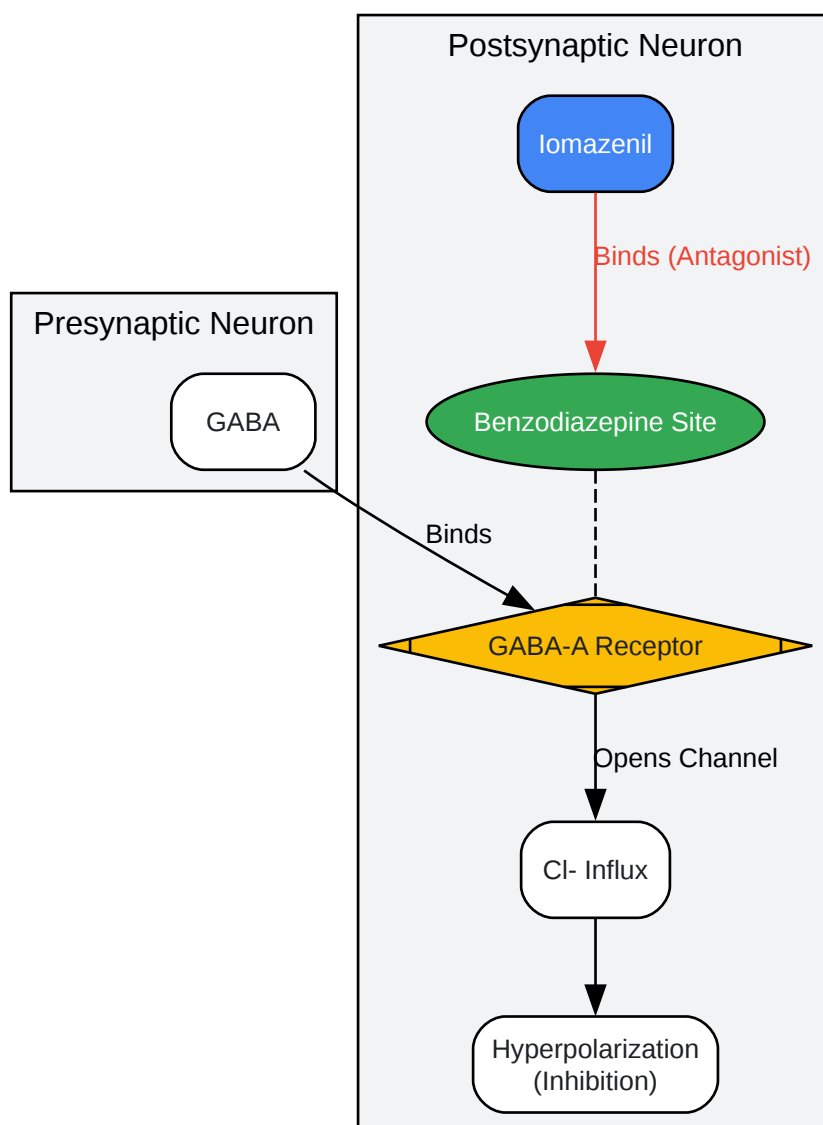 Postsynaptic Neuron
Iomazenil
Binds (Antagonist)
Presynaptic Neuron
GABA
Benzodiazepine Site
Binds
GABA-A Receptor
Opens Channel
Cl- Influx
Hyperpolarization
(Inhibition)